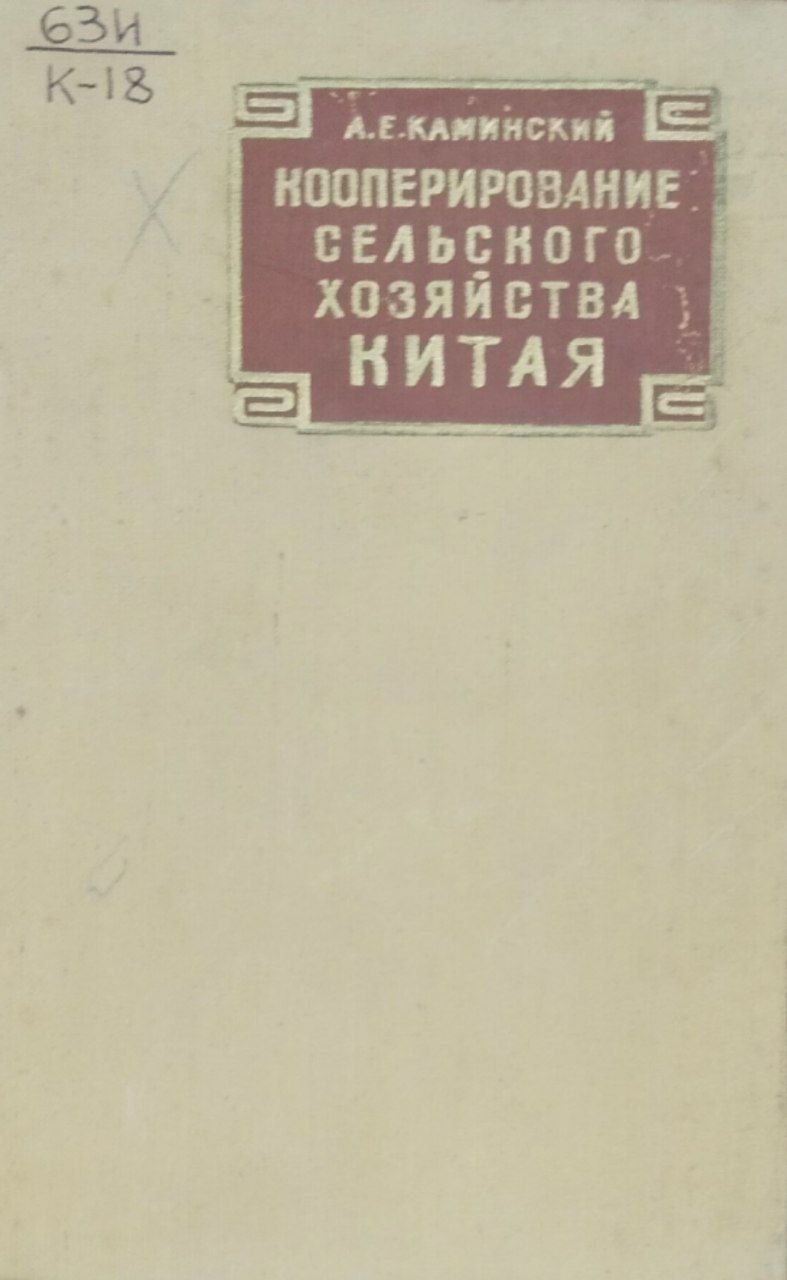 63И
К-18
А.Е.КАМИНСКИЙ
КООПЕРИРОВАНИЕ
СЕЛЬСКОГО
ХОЗЯЙСТВА
КИТАЯ